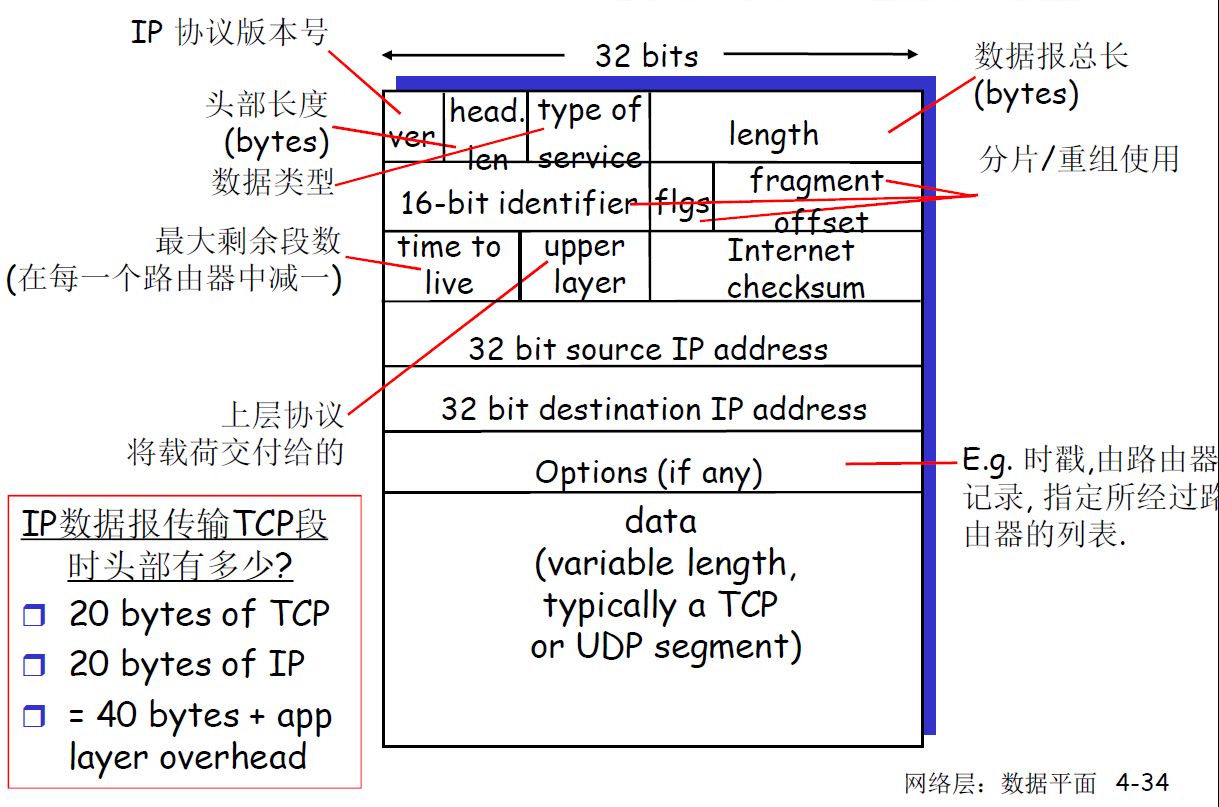 IP 协议版本号
32 bits
数据报总长
(bytes)
头部长度
(bytes)
数据类型
ver
head.
len
type of
service
length
分片/重组使用
16-bit identifier
flgs
fragment
offset
最大剩余段数
(在每一个路由器中减一)
time to
live
upper
layer
Internet
checksum
32 bit source IP address
上层协议
将载荷交付给的
32 bit destination IP address
Options (if any)
E.g. 时戳,由路由器
记录, 指定所经过路
由器的列表.
data
(variable length,
typically a TCP
or UDP segment)
IP数据报传输TCP段
时头部有多少?
20 bytes of TCP
20 bytes of IP
= 40 bytes + app
layer overhead
网络层：数据平面 4-34